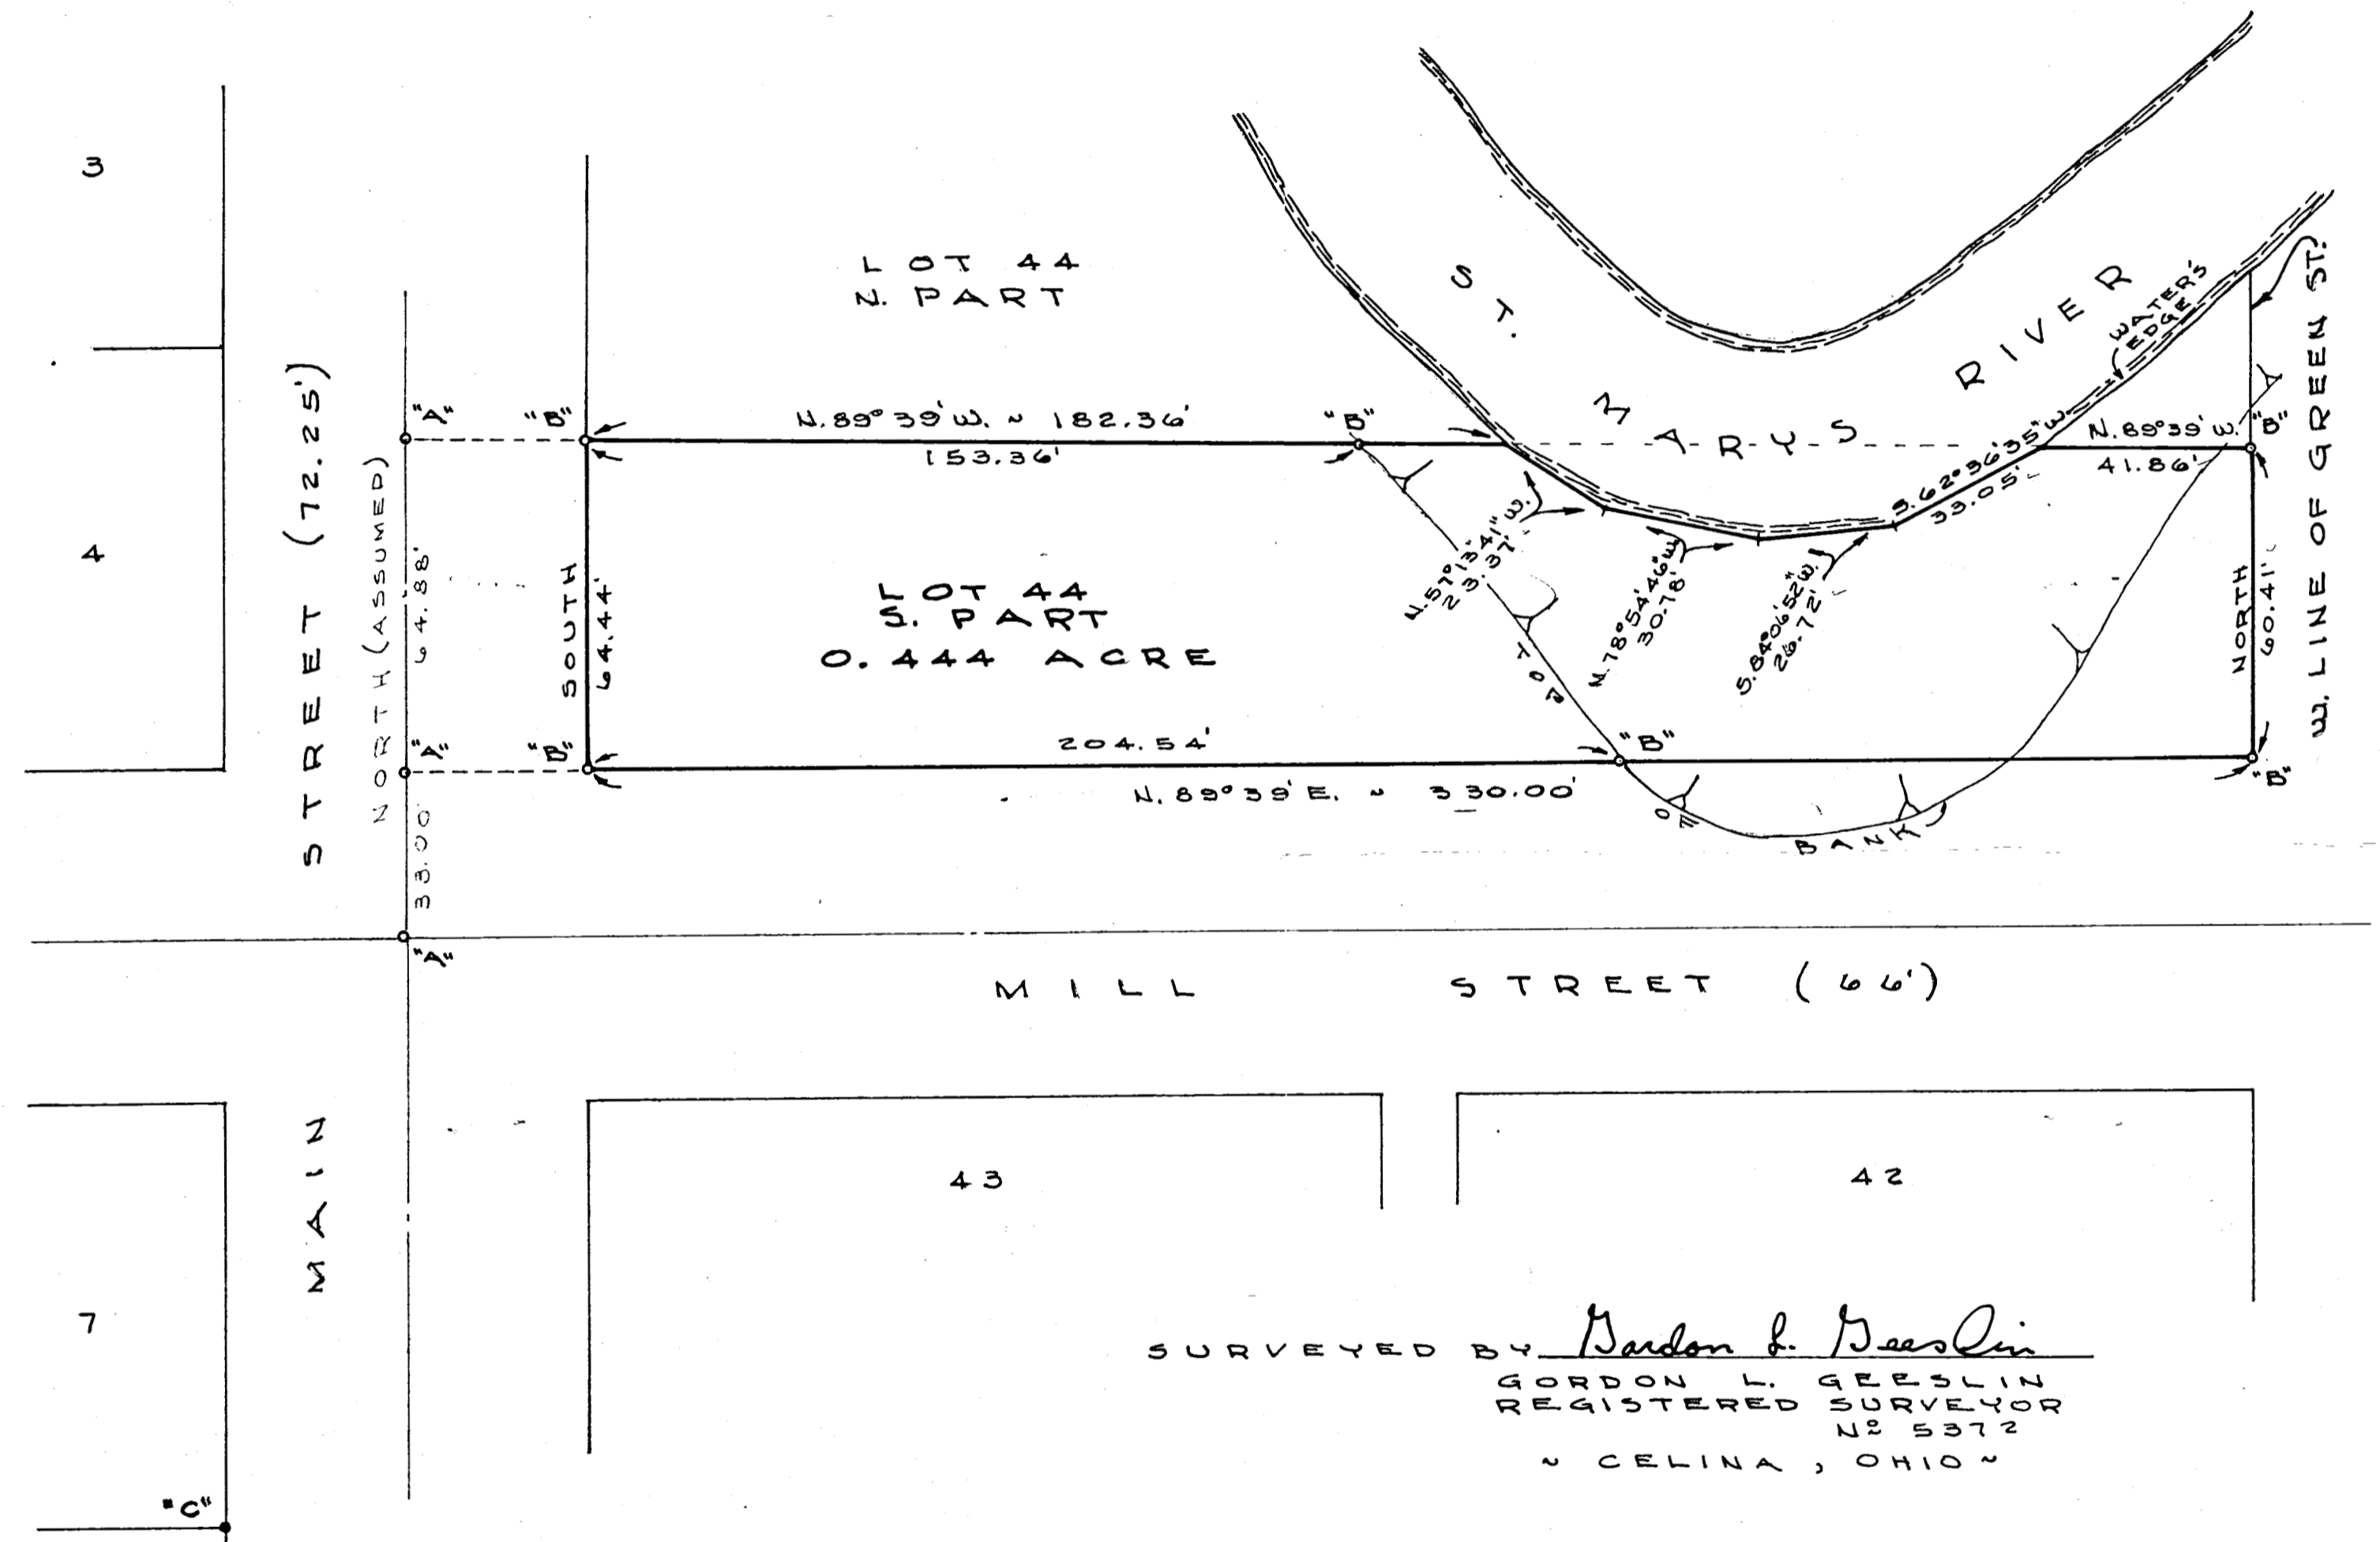 3
4
7
STREET (72.25')
MAIN
NORTH (ASSUMED)
64.88'
33.00'
"A"
"A"
"A"
"B"
"B"
"B"
"B"
"B"
"B"
"C"
LOT 44
N. PART
N. 89° 39' W. ~ 182.36'
153.36'
SOUTH
64.44'
LOT 44
S. PART
0.444 ACRE
204.54'
N. 89° 39' E. ~ 330.00'
ST. MARYS RIVER
WATER'S
EDGE
N. 57° 13' 41" W.
23.37'
N. 78° 54' 46" W.
30.78'
S. 84° 06' 52" W.
26.72'
S. 62° 36' 35" W.
33.05'
N. 89° 39' W.
41.86'
NORTH
60.41'
W. LINE OF GREEN ST.
TOP OF BANK
MILL STREET (66')
43
42
SURVEYED BY Gordon L. Geeslin
GORDON L. GEESLIN
REGISTERED SURVEYOR
Nº 5372
~ CELINA, OHIO ~